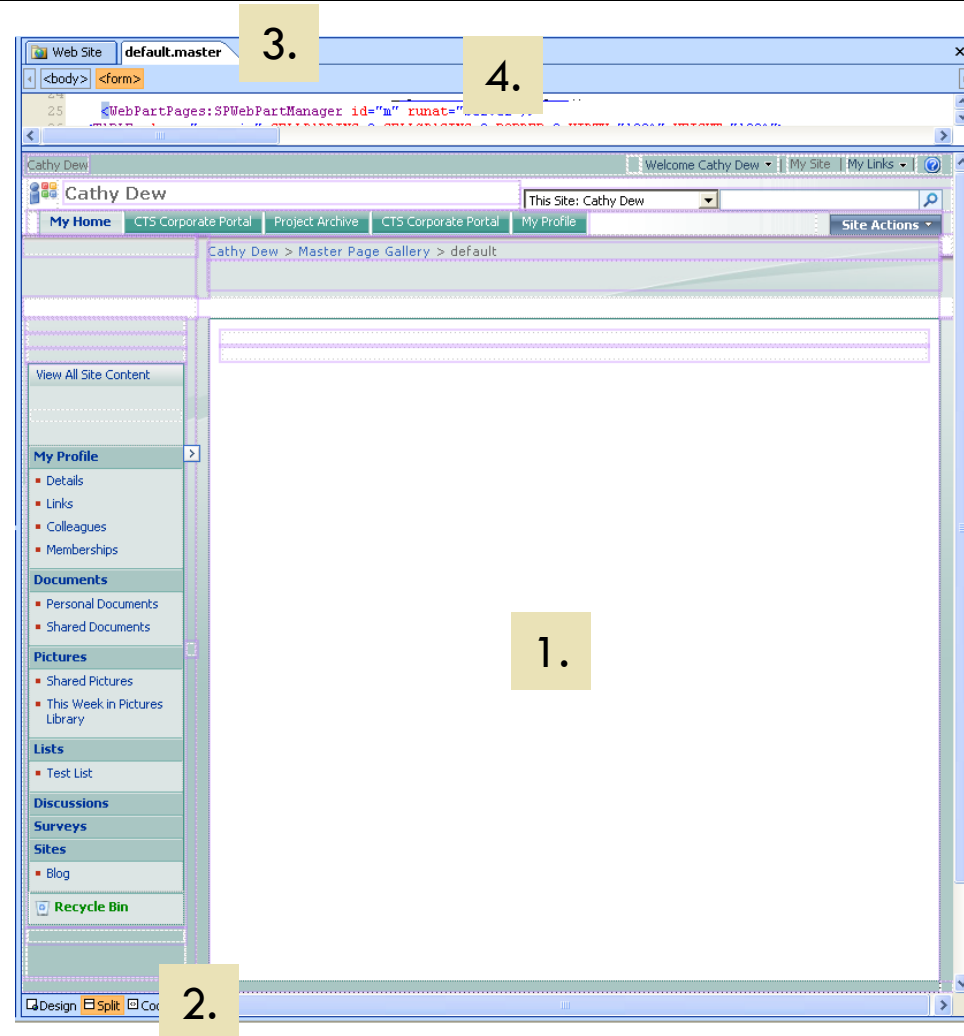 3.
4.
Web Site default.master
<body> <form>
25 <WebPartPages:SPWebPartManager id="m" runat=
Cathy Dew Welcome Cathy Dew | My Site | My Links |
Cathy Dew This Site: Cathy Dew
My Home CTS Corporate Portal Project Archive CTS Corporate Portal My Profile Site Actions
Cathy Dew > Master Page Gallery > default
View All Site Content
My Profile
Details
Links
Colleagues
Memberships
Documents
Personal Documents
Shared Documents
1.
Pictures
Shared Pictures
This Week in Pictures
Library
Lists
Test List
Discussions
Surveys
Sites
Blog
Recycle Bin
2.
Design Split